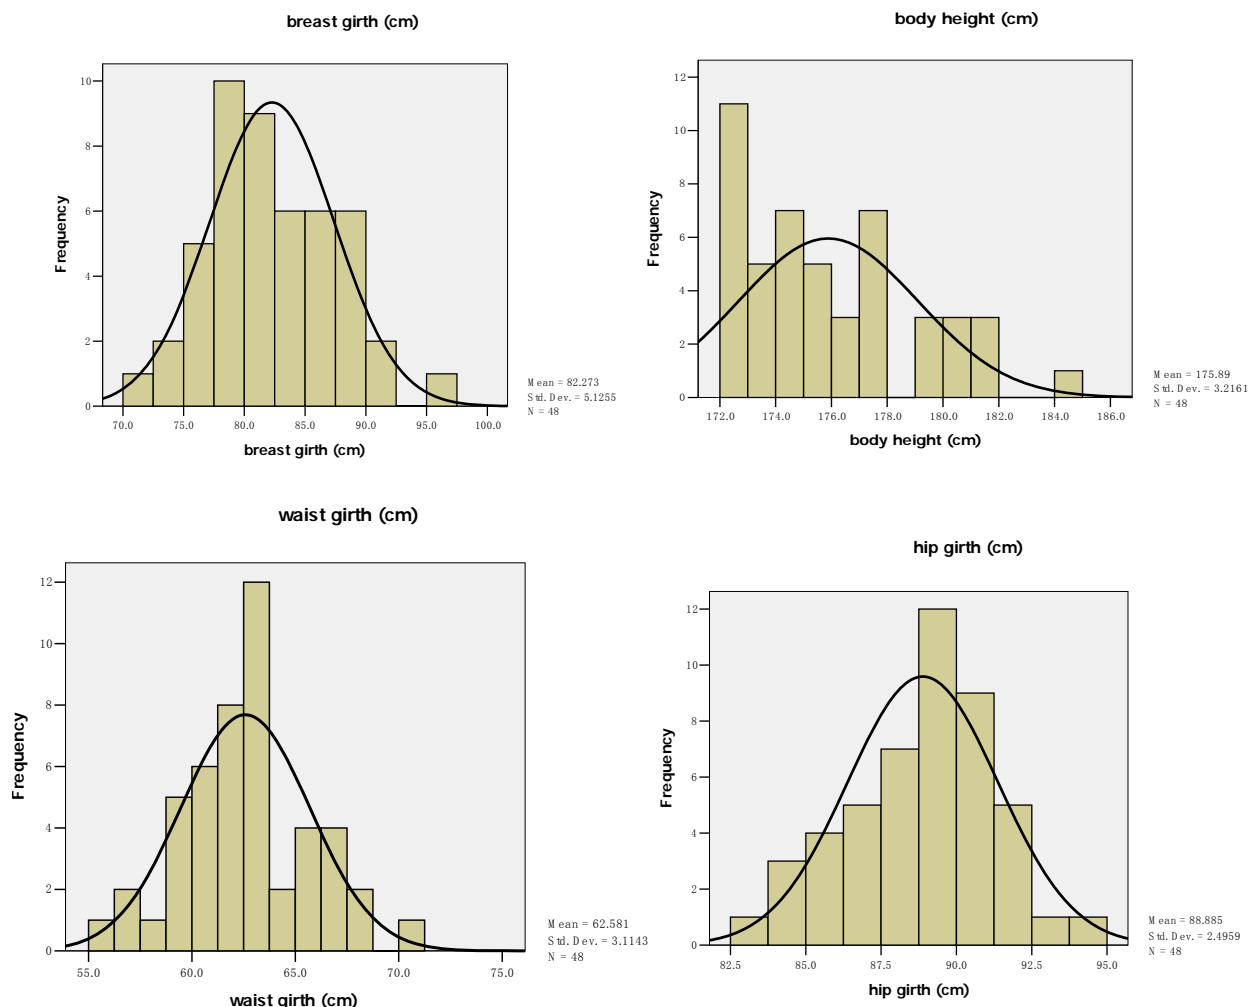 breast girth (cm)
Frequency
10
8
6
4
2
0
70.0 75.0 80.0 85.0 90.0 95.0 100.0
breast girth (cm)
Mean = 82.273
Std. Dev. = 5.1255
N = 48
body height (cm)
Frequency
12
10
8
6
4
2
0
172.0 174.0 176.0 178.0 180.0 182.0 184.0 186.0
body height (cm)
Mean = 175.89
Std. Dev. = 3.2161
N = 48
waist girth (cm)
Frequency
12
10
8
6
4
2
0
55.0 60.0 65.0 70.0 75.0
waist girth (cm)
Mean = 62.581
Std. Dev. = 3.1143
N = 48
hip girth (cm)
Frequency
12
10
8
6
4
2
0
82.5 85.0 87.5 90.0 92.5 95.0
hip girth (cm)
Mean = 88.885
Std. Dev. = 2.4959
N = 48